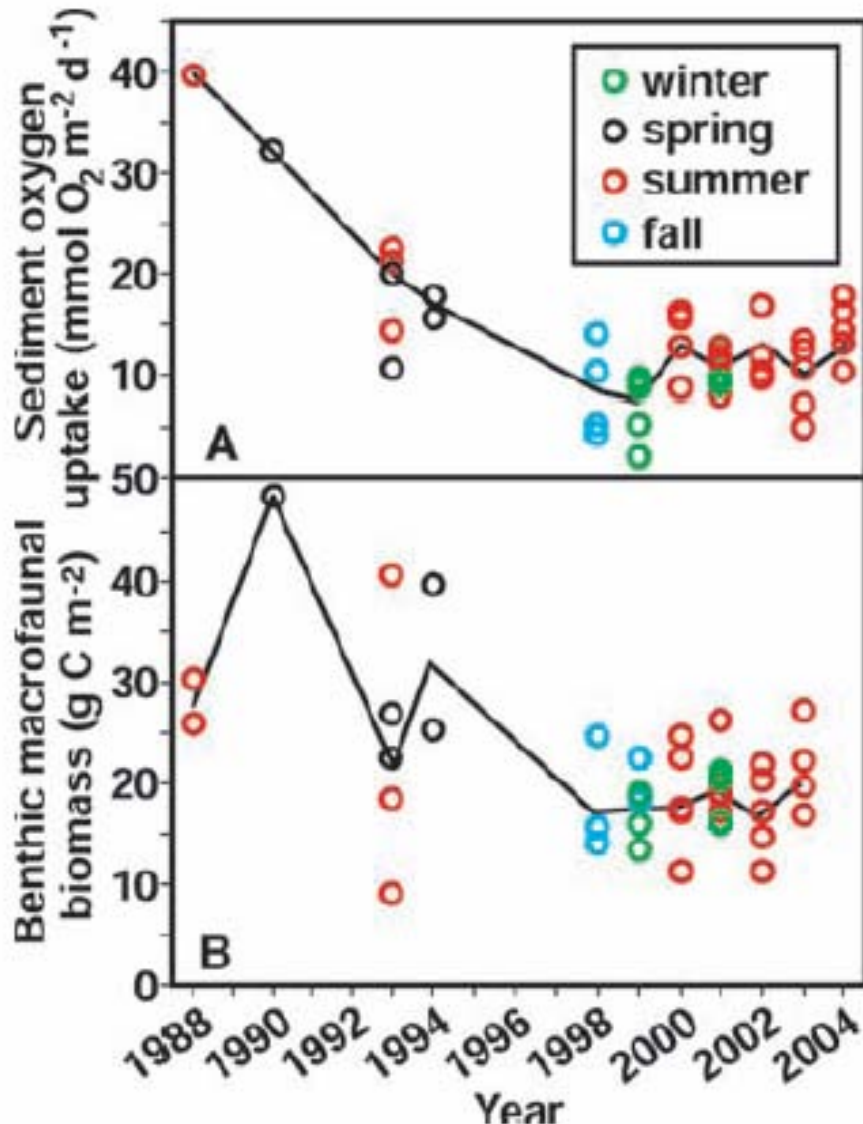 Sediment oxygen
uptake (mmol O2 m-2 d-1)
40
30
20
10
winter
spring
summer
fall
A
Benthic macrofaunal
biomass (g C m-2)
50
40
30
20
10
0
B
1988
1990
1992
1994
1996
1998
2000
2002
2004
Year